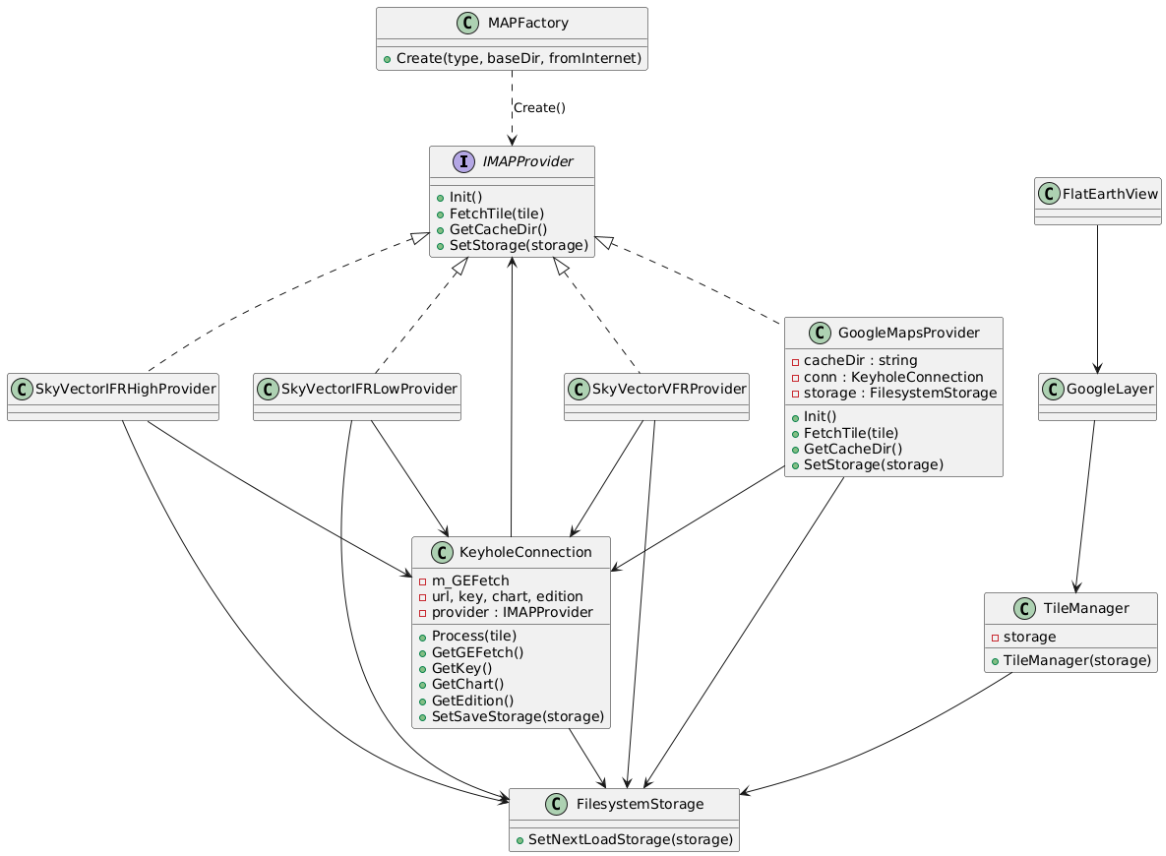 C MAPFactory
Create(type, baseDir, fromInternet)
Create()
I IMAPProvider
Init()
FetchTile(tile)
GetCacheDir()
SetStorage(storage)
C FlatEarthView
C GoogleMapsProvider
cacheDir : string
conn : KeyholeConnection
storage : FilesystemStorage
Init()
FetchTile(tile)
GetCacheDir()
SetStorage(storage)
C SkyVectorIFRHighProvider
C SkyVectorIFRLowProvider
C SkyVectorVFRProvider
C GoogleLayer
C KeyholeConnection
m_GEFetch
url, key, chart, edition
provider : IMAPProvider
Process(tile)
GetGEFetch()
GetKey()
GetChart()
GetEdition()
SetSaveStorage(storage)
C TileManager
storage
TileManager(storage)
C FilesystemStorage
SetNextLoadStorage(storage)